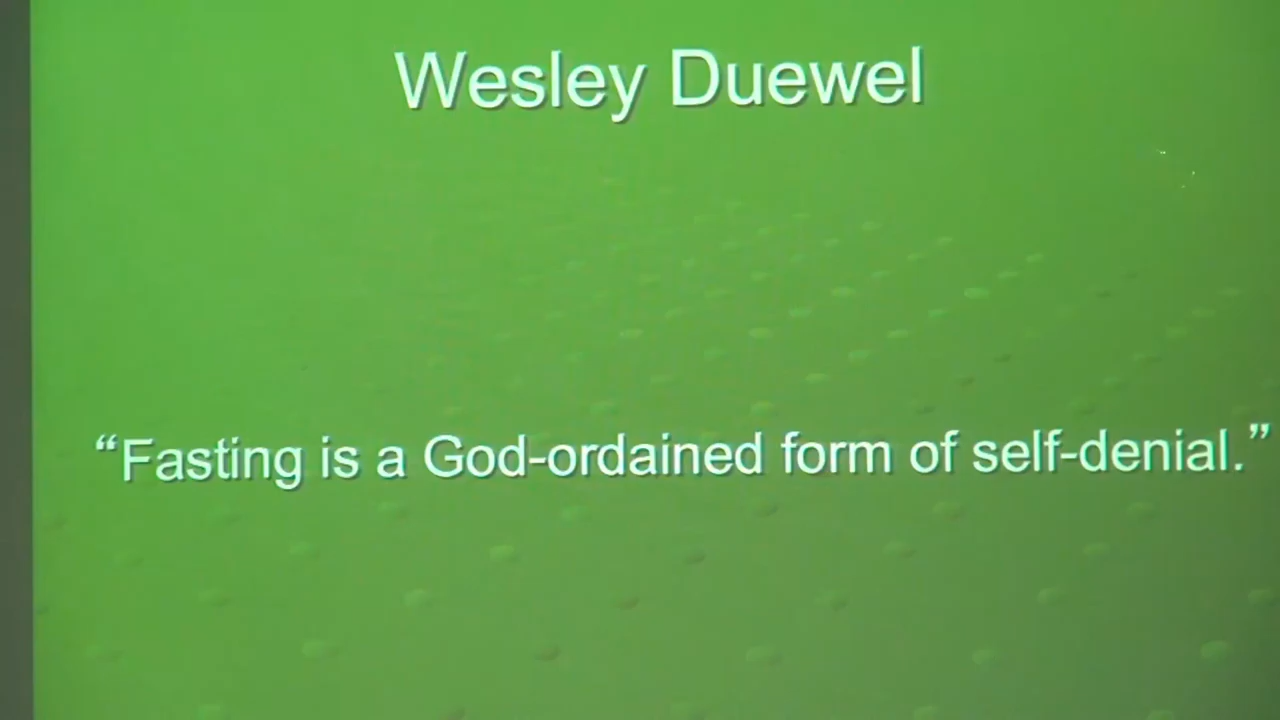 Wesley Duewel
“Fasting is a God-ordained form of self-denial.”